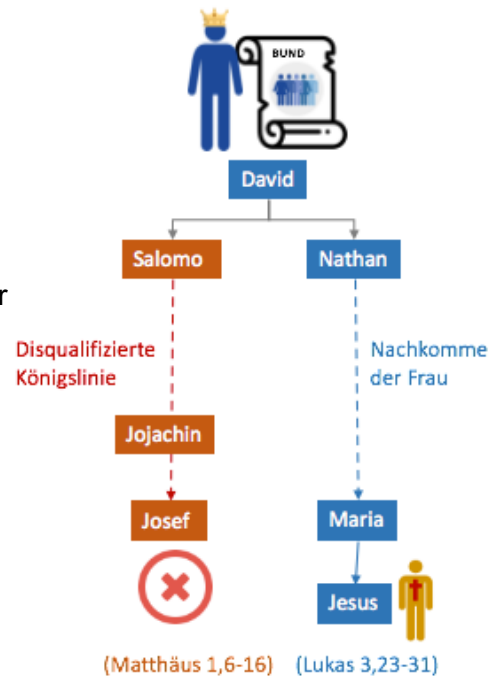 BUND
David
Salomo
Nathan
r
Disqualifizierte
Königslinie
Nachkomme
der Frau
Jojachin
Josef
Maria
Jesus
(Matthäus 1,6-16)
(Lukas 3,23-31)